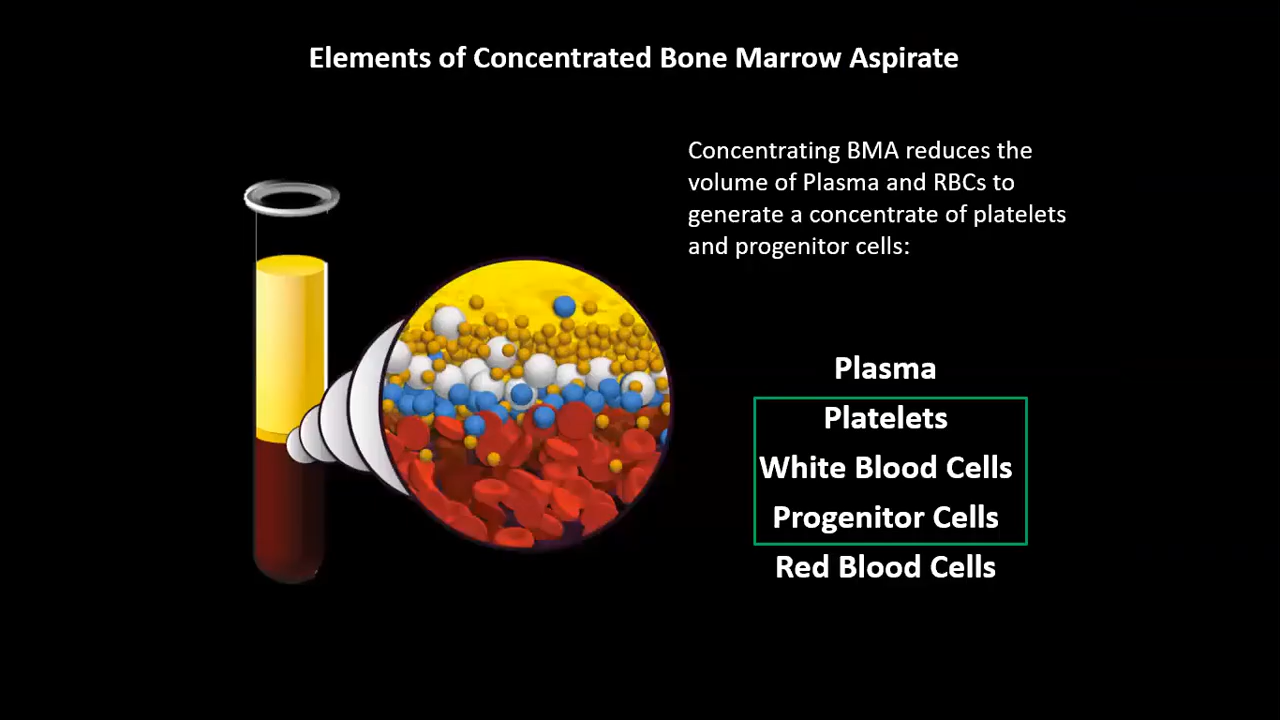 Elements of Concentrated Bone Marrow Aspirate
Concentrating BMA reduces the
volume of Plasma and RBCs to
generate a concentrate of platelets
and progenitor cells:
Plasma
Platelets
White Blood Cells
Progenitor Cells
Red Blood Cells